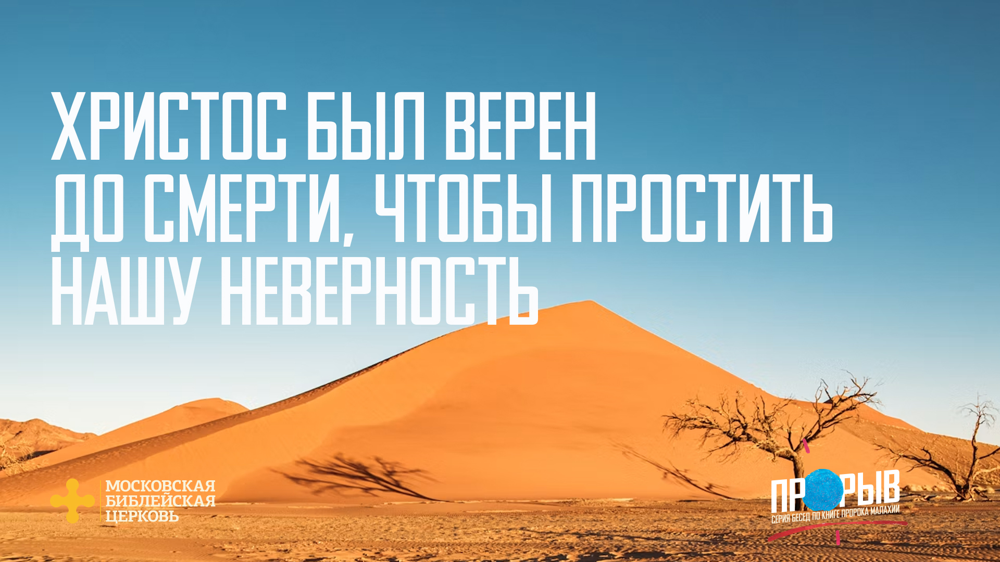 ХРИСТОС БЫЛ ВЕРЕН
ДО СМЕРТИ, ЧТОБЫ ПРОСТИТЬ
НАШУ НЕВЕРНОСТЬ
МОСКОВСКАЯ
БИБЛЕЙСКАЯ
ЦЕРКОВЬ
ПРОРЫВ
СЕРИЯ БЕСЕД ПО КНИГЕ ПРОРОКА МАЛАХИИ